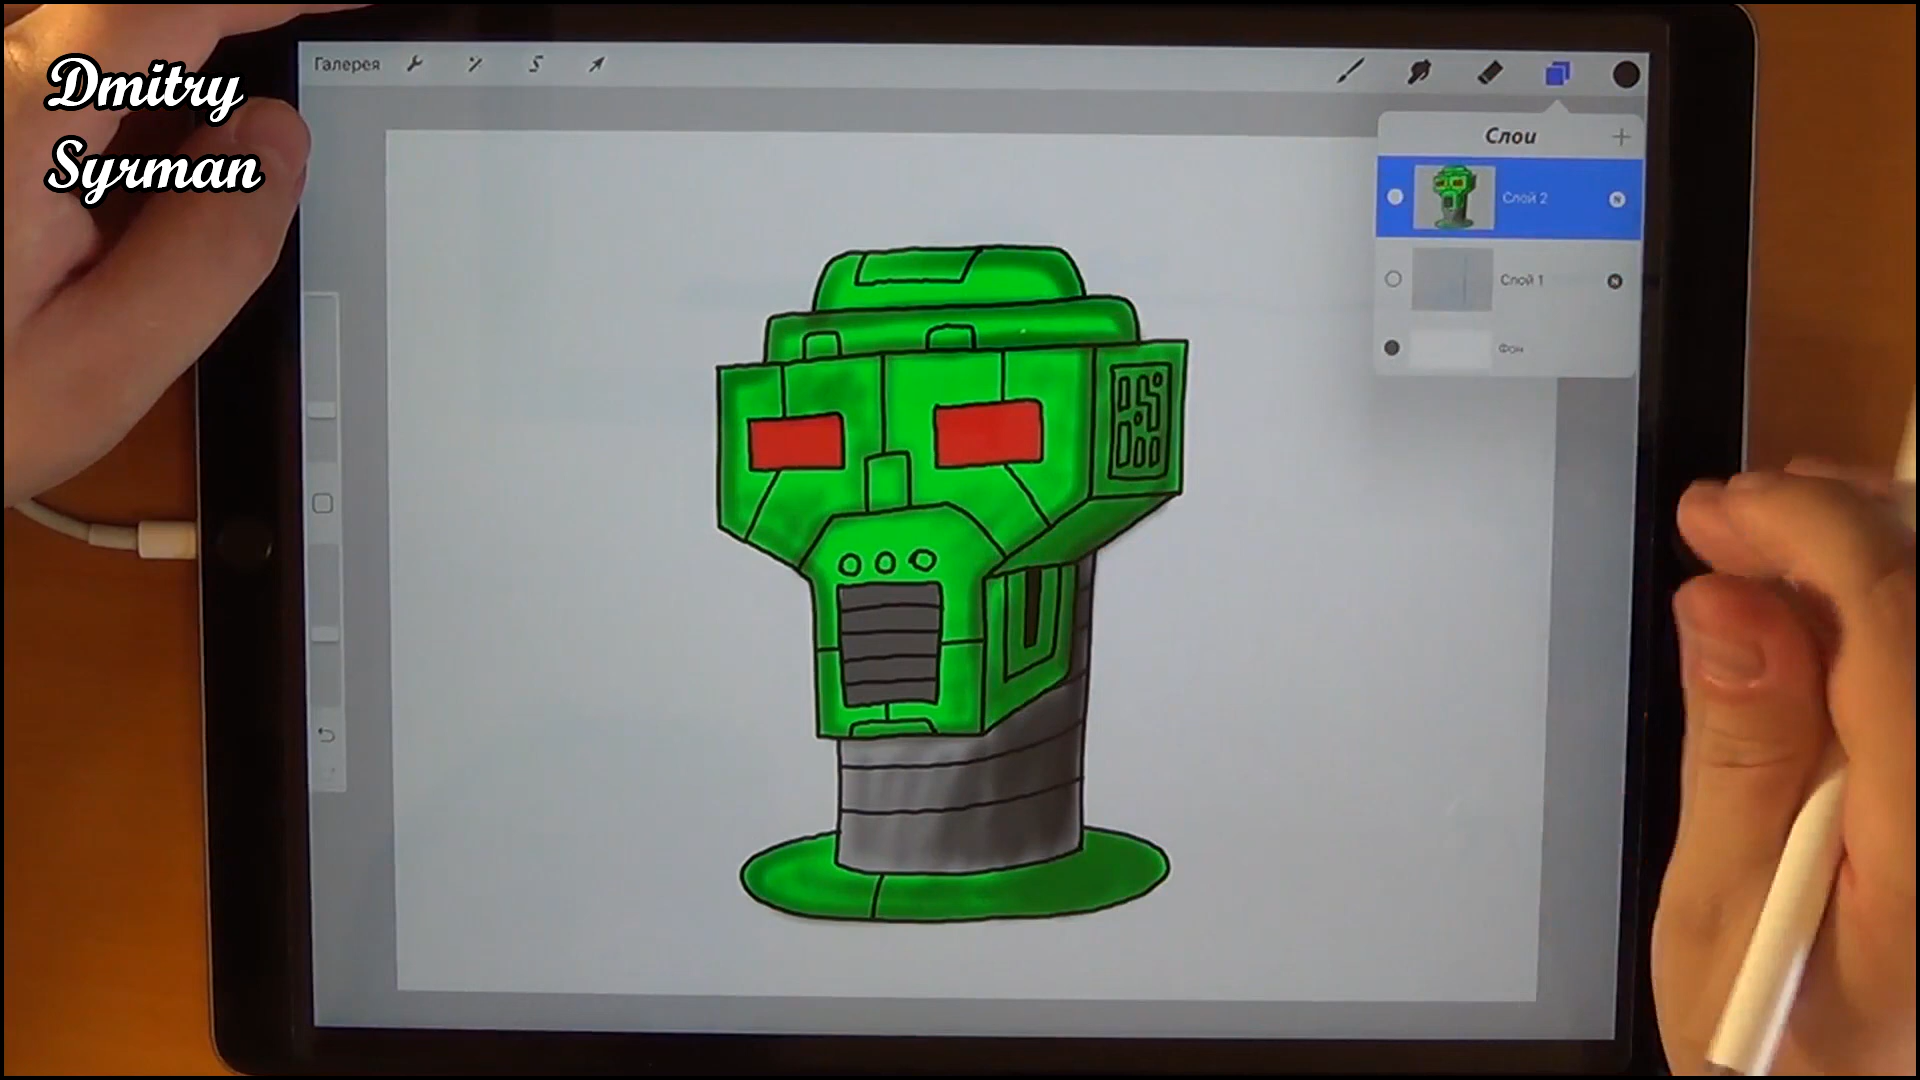 Dmitry
Syrman
Галерея
Слои
Слой 2
N
Слой 1
N
Фон